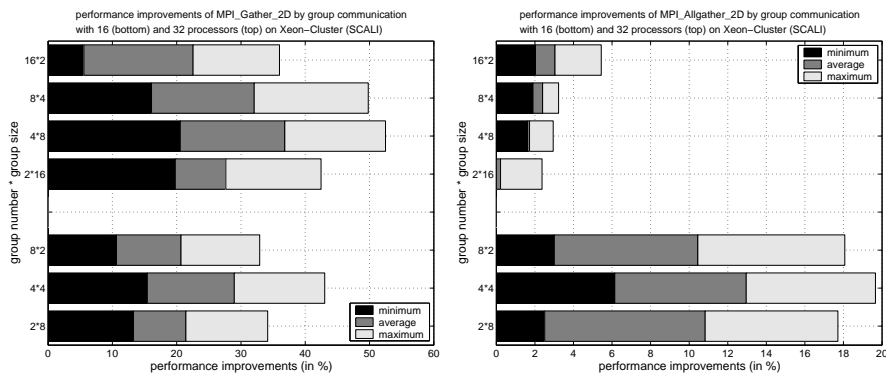 performance improvements of MPI_Gather_2D by group communication
with 16 (bottom) and 32 processors (top) on Xeon−Cluster (SCALI)
group number * group size
16*2
8*4
4*8
2*16
8*2
4*4
2*8
minimum
average
maximum
0 10 20 30 40 50 60
performance improvements (in %)
performance improvements of MPI_Allgather_2D by group communication
with 16 (bottom) and 32 processors (top) on Xeon−Cluster (SCALI)
minimum
average
maximum
group number * group size
16*2
8*4
4*8
2*16
8*2
4*4
2*8
0 2 4 6 8 10 12 14 16 18 20
performance improvements (in %)